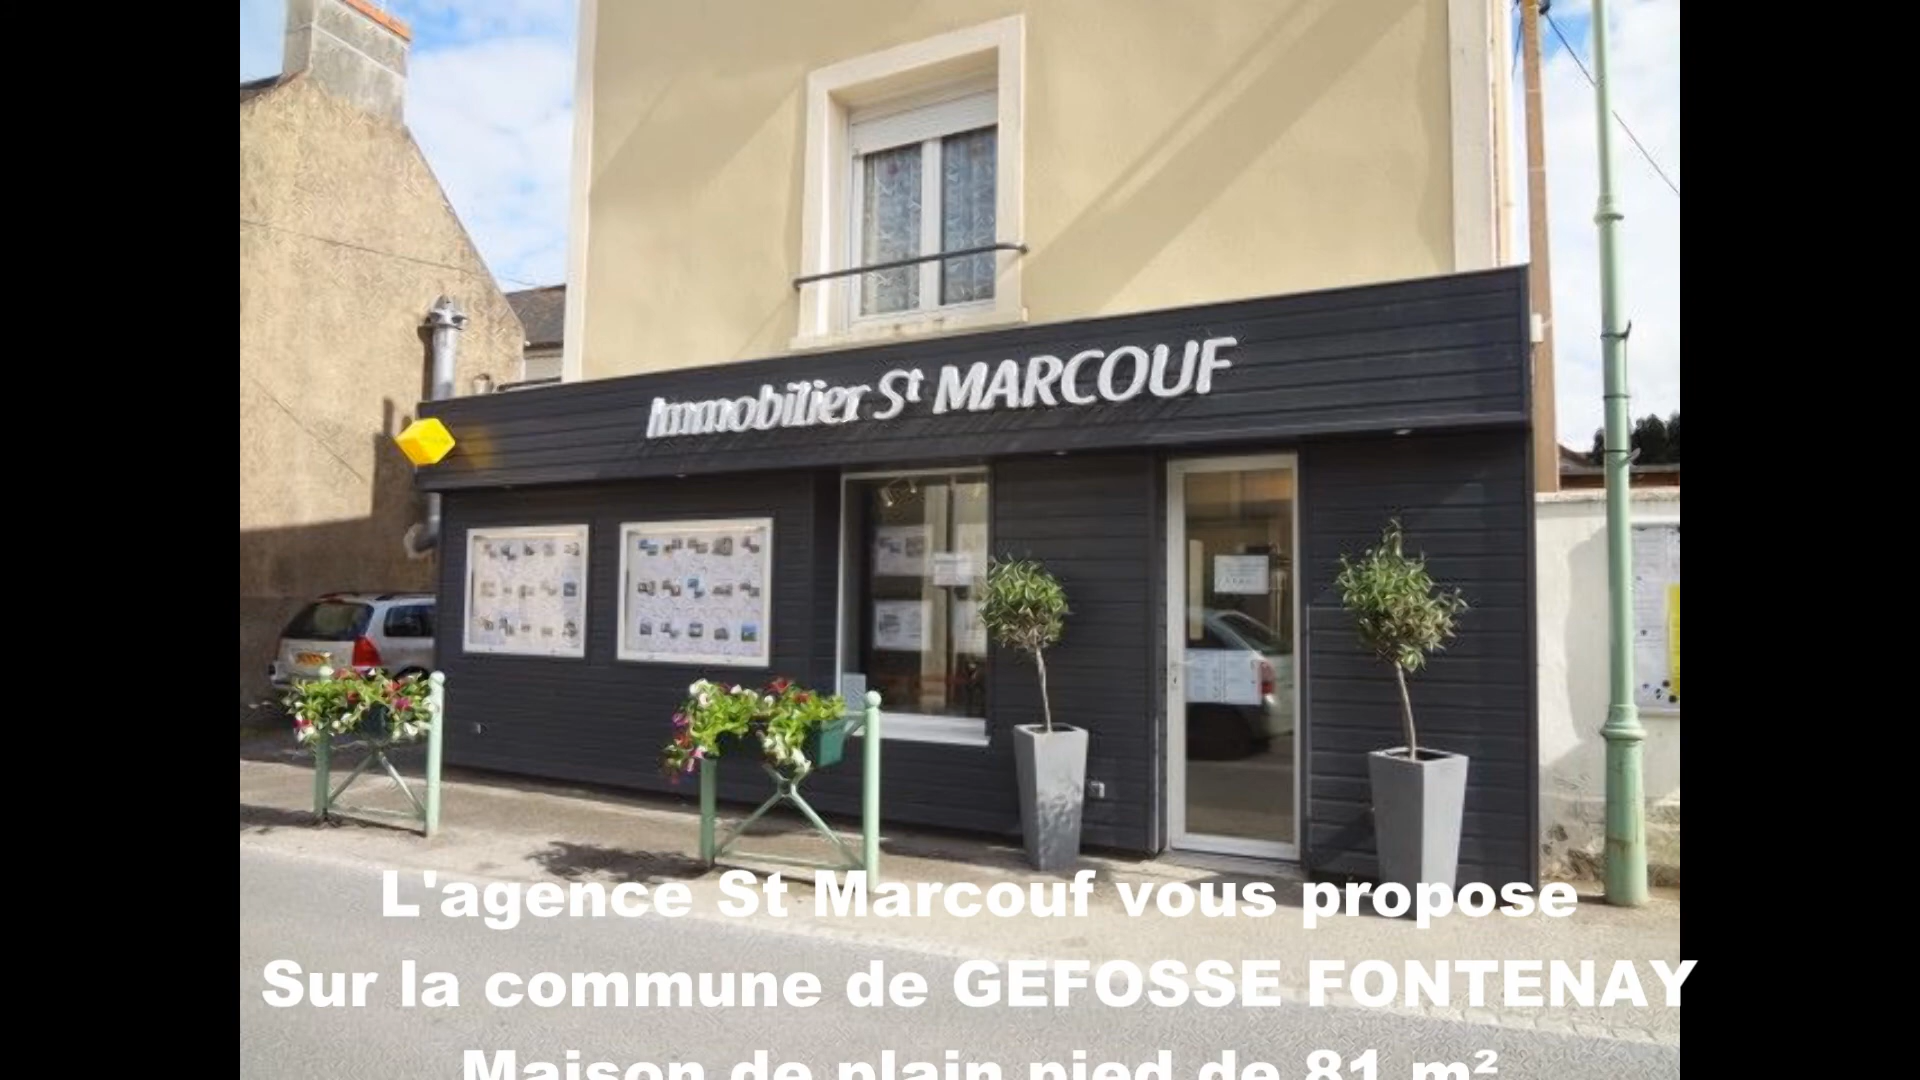 Immobilier St MARCOUF
L'agence St Marcouf vous propose
Sur la commune de GEFOSSE FONTENAY
Maison de plain pied de 81 m²